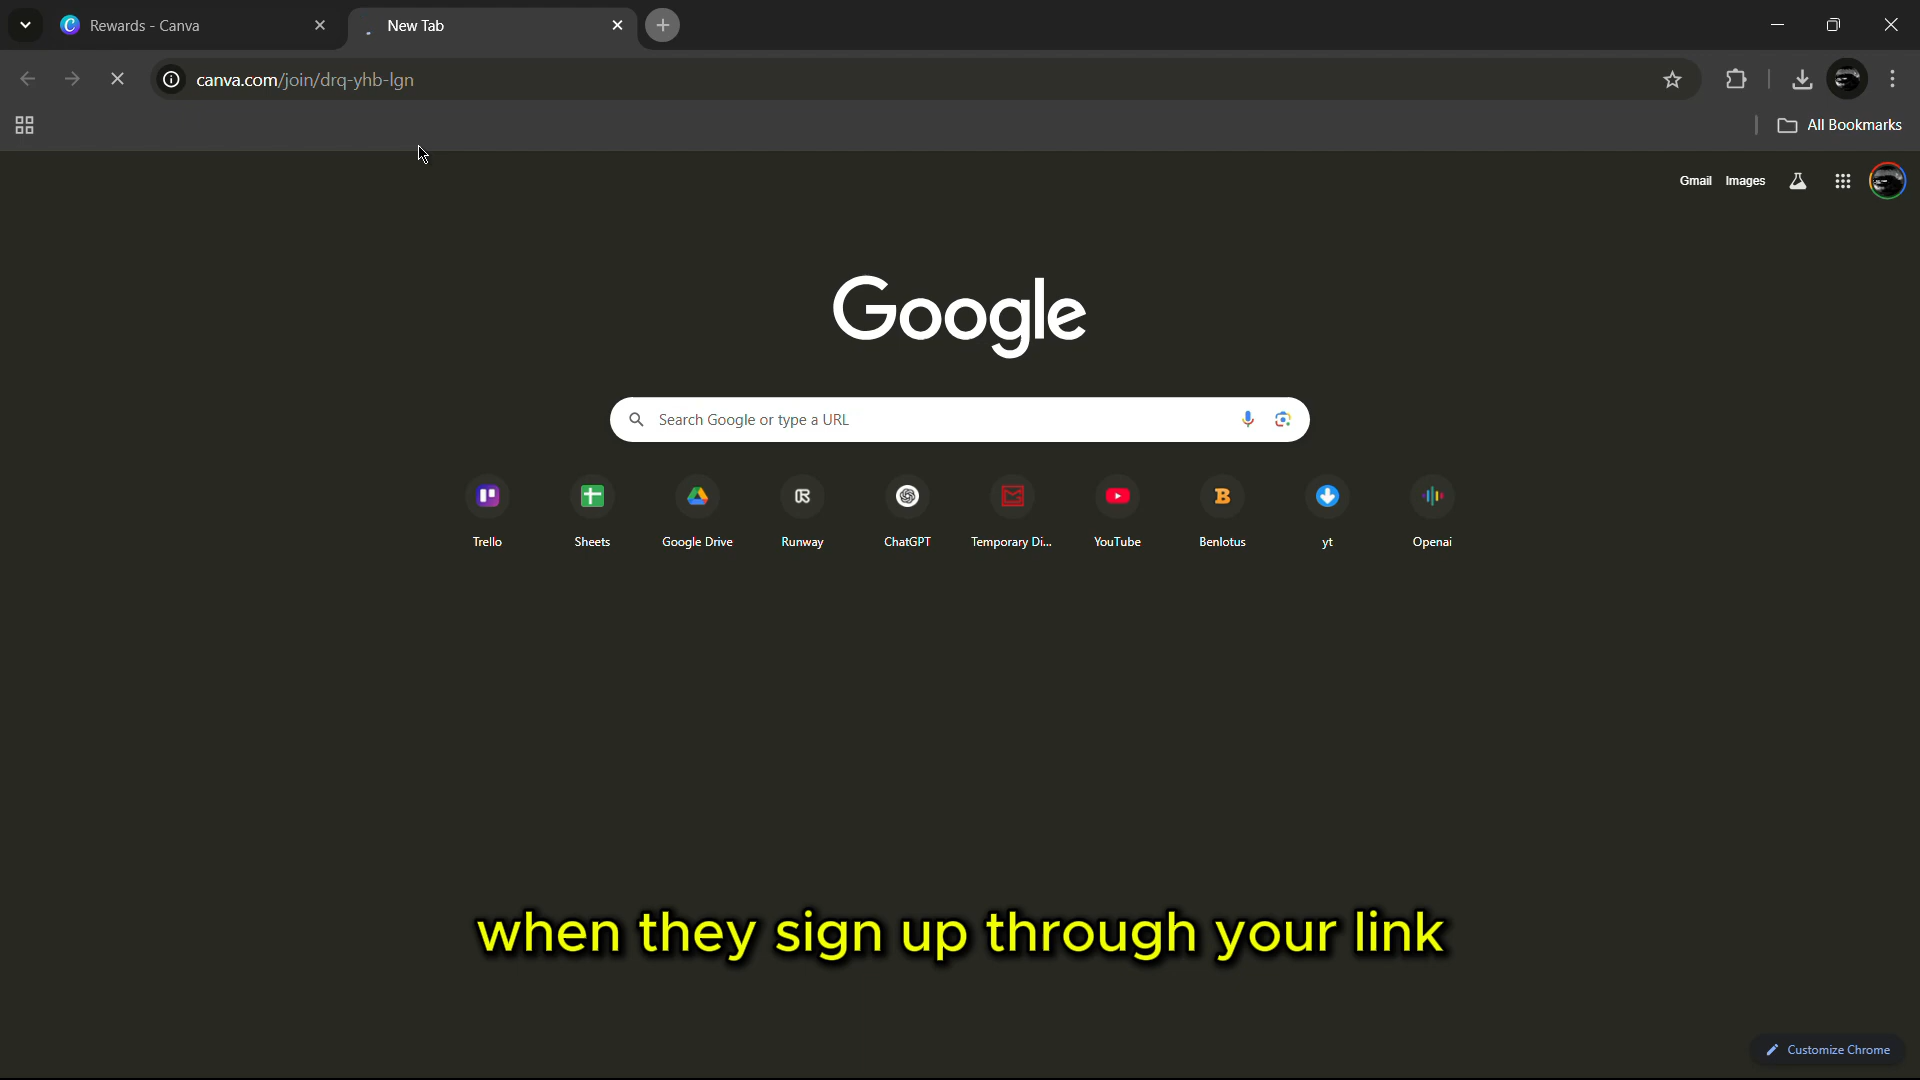 Rewards - Canva
New Tab
canva.com/join/drq-yhb-lgn
All Bookmarks
Gmail Images
Google
Search Google or type a URL
Trello Sheets Google Drive Runway ChatGPT Temporary Di... YouTube Benlotus yt Openai
when they sign up through your link
Customize Chrome